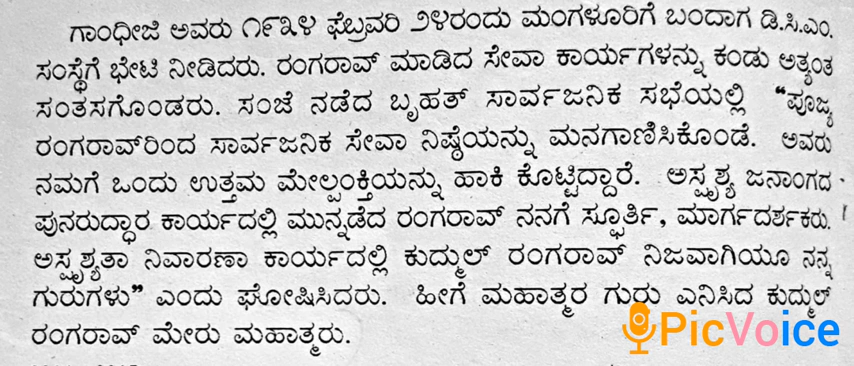 ಗಾಂಧೀಜಿ ಅವರು ೧೯೩೪ ಫೆಬ್ರವರಿ ೨೪ರಂದು ಮಂಗಳೂರಿಗೆ ಬಂದಾಗ ಡಿ.ಸಿ.ಎಂ.
ಸಂಸ್ಥೆಗೆ ಭೇಟಿ ನೀಡಿದರು. ರಂಗರಾವ್ ಮಾಡಿದ ಸೇವಾ ಕಾರ್ಯಗಳನ್ನು ಕಂಡು ಅತ್ಯಂತ
ಸಂತಸಗೊಂಡರು. ಸಂಜೆ ನಡೆದ ಬೃಹತ್ ಸಾರ್ವಜನಿಕ ಸಭೆಯಲ್ಲಿ “ಪೂಜ್ಯ
ರಂಗರಾವ್‌ರಿಂದ ಸಾರ್ವಜನಿಕ ಸೇವಾ ನಿಷ್ಠೆಯನ್ನು ಮನಗಾಣಿಸಿಕೊಂಡೆ. ಅವರು
ನಮಗೆ ಒಂದು ಉತ್ತಮ ಮೇಲ್ಪಂಕ್ತಿಯನ್ನು ಹಾಕಿ ಕೊಟ್ಟಿದ್ದಾರೆ. ಅಸ್ಪೃಶ್ಯ ಜನಾಂಗದ
ಪುನರುದ್ಧಾರ ಕಾರ್ಯದಲ್ಲಿ ಮುನ್ನಡೆದ ರಂಗರಾವ್ ನನಗೆ ಸ್ಫೂರ್ತಿ, ಮಾರ್ಗದರ್ಶಕರು.
ಅಸ್ಪೃಶ್ಯತಾ ನಿವಾರಣಾ ಕಾರ್ಯದಲ್ಲಿ ಕುದ್ಮುಲ್ ರಂಗರಾವ್ ನಿಜವಾಗಿಯೂ ನನ್ನ
ಗುರುಗಳು” ಎಂದು ಘೋಷಿಸಿದರು. ಹೀಗೆ ಮಹಾತ್ಮರ ಗುರು ಎನಿಸಿದ ಕುದ್ಮುಲ್
ರಂಗರಾವ್ ಮೇರು ಮಹಾತ್ಮರು.
PicVoice